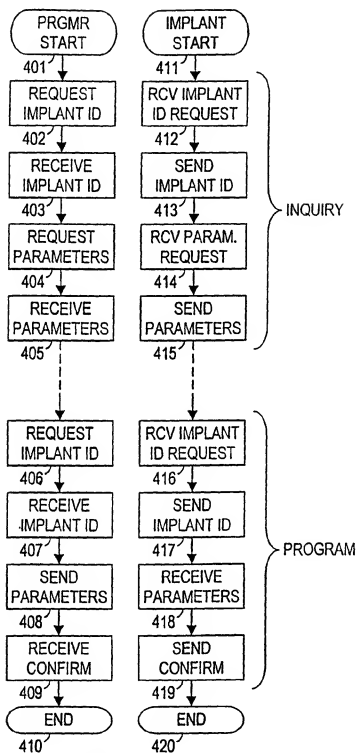 PRGMR
START
401
REQUEST
IMPLANT ID
402
RECEIVE
IMPLANT ID
403
REQUEST
PARAMETERS
404
RECEIVE
PARAMETERS
405
REQUEST
IMPLANT ID
406
RECEIVE
IMPLANT ID
407
SEND
PARAMETERS
408
RECEIVE
CONFIRM
409
END
410
IMPLANT
START
411
RCV IMPLANT
ID REQUEST
412
SEND
IMPLANT ID
413
RCV PARAM.
REQUEST
414
SEND
PARAMETERS
415
RCV IMPLANT
ID REQUEST
416
SEND
IMPLANT ID
417
RECEIVE
PARAMETERS
418
SEND
CONFIRM
419
END
420
INQUIRY
PROGRAM